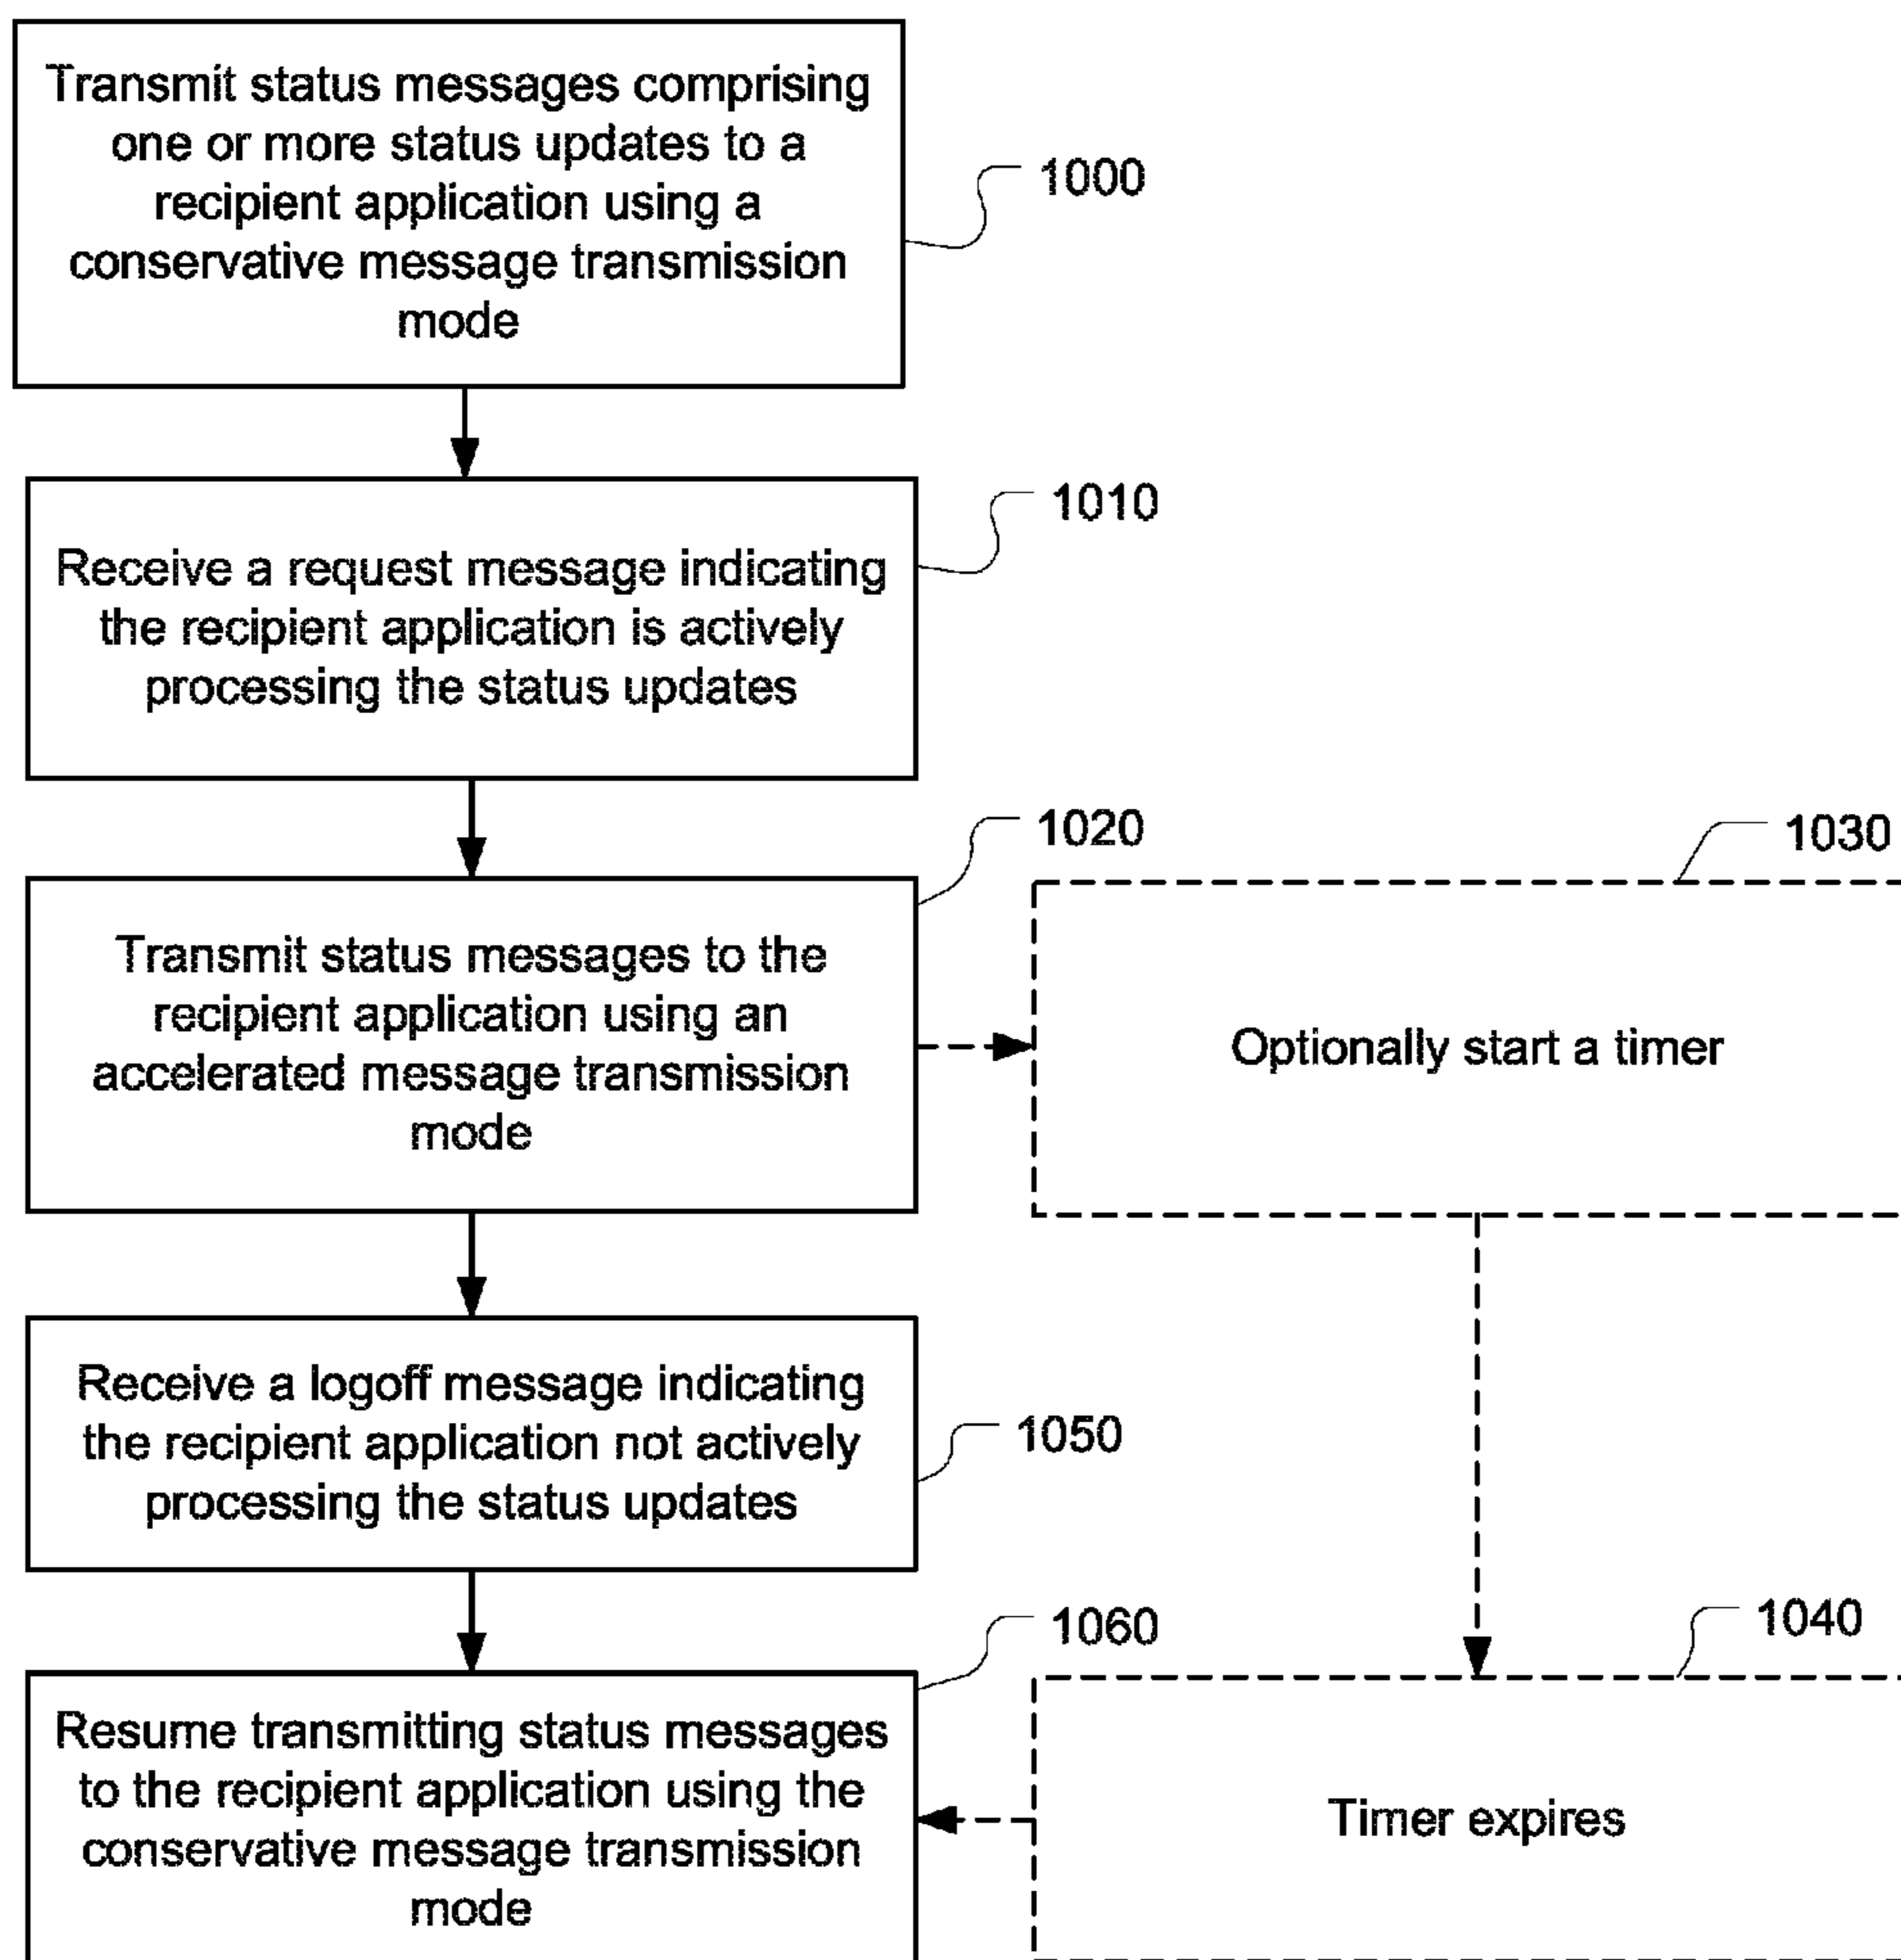 Transmit status messages comprising
one or more status updates to a
recipient application using a
conservative message transmission
mode
1000
Receive a request message indicating
the recipient application is actively
processing the status updates
1010
Transmit status messages to the
recipient application using an
accelerated message transmission
mode
1020
Optionally start a timer
1030
Receive a logoff message indicating
the recipient application not actively
processing the status updates
1050
Resume transmitting status messages
to the recipient application using the
conservative message transmission
mode
1060
Timer expires
1040